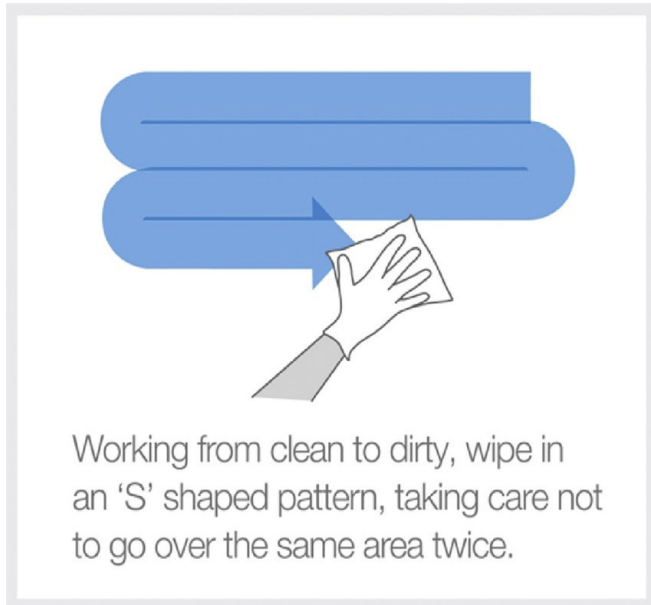 Working from clean to dirty, wipe in
an ‘S’ shaped pattern, taking care not
to go over the same area twice.